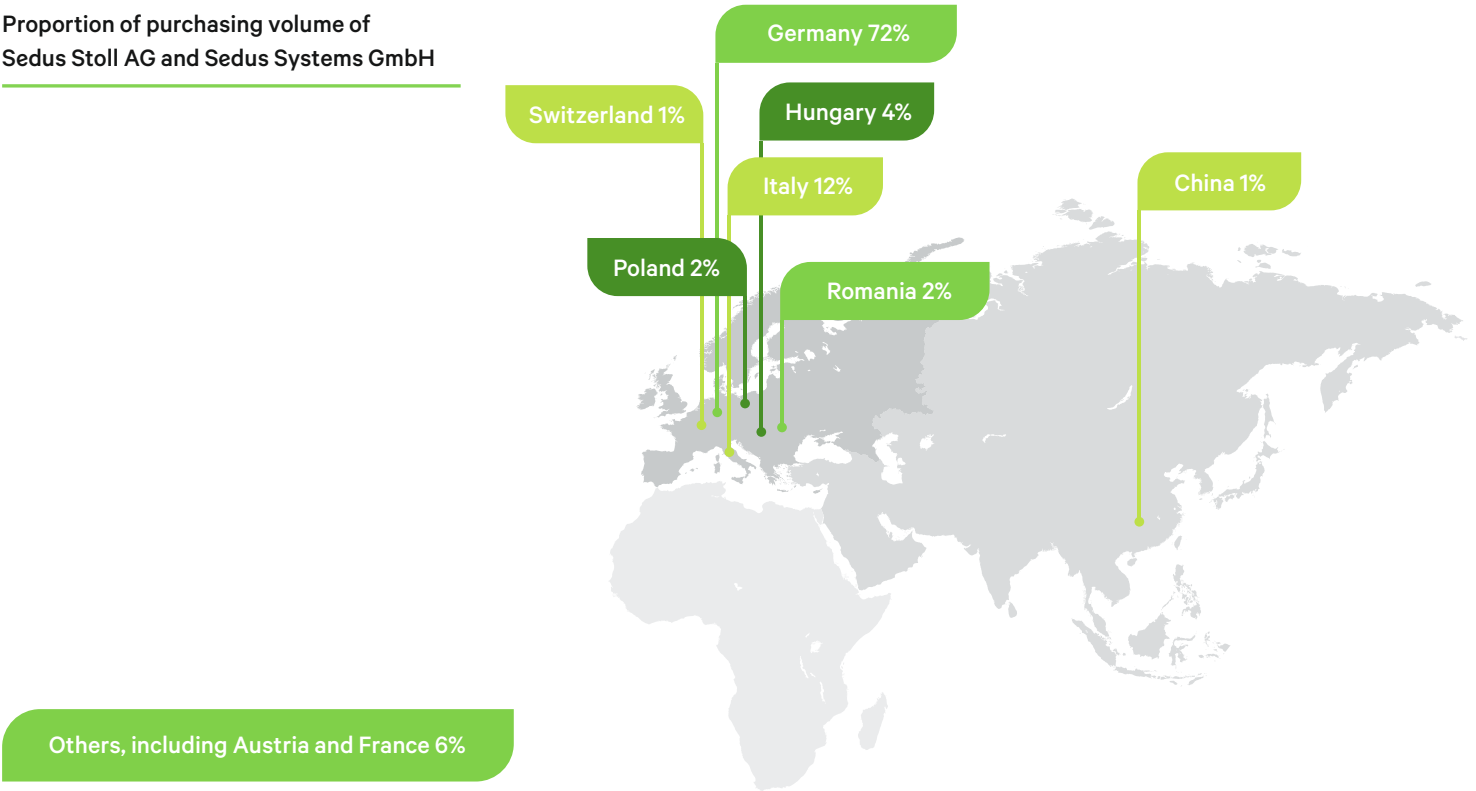 Proportion of purchasing volume of
Sedus Stoll AG and Sedus Systems GmbH
Germany 72%
Switzerland 1%
Hungary 4%
Italy 12%
China 1%
Poland 2%
Romania 2%
Others, including Austria and France 6%